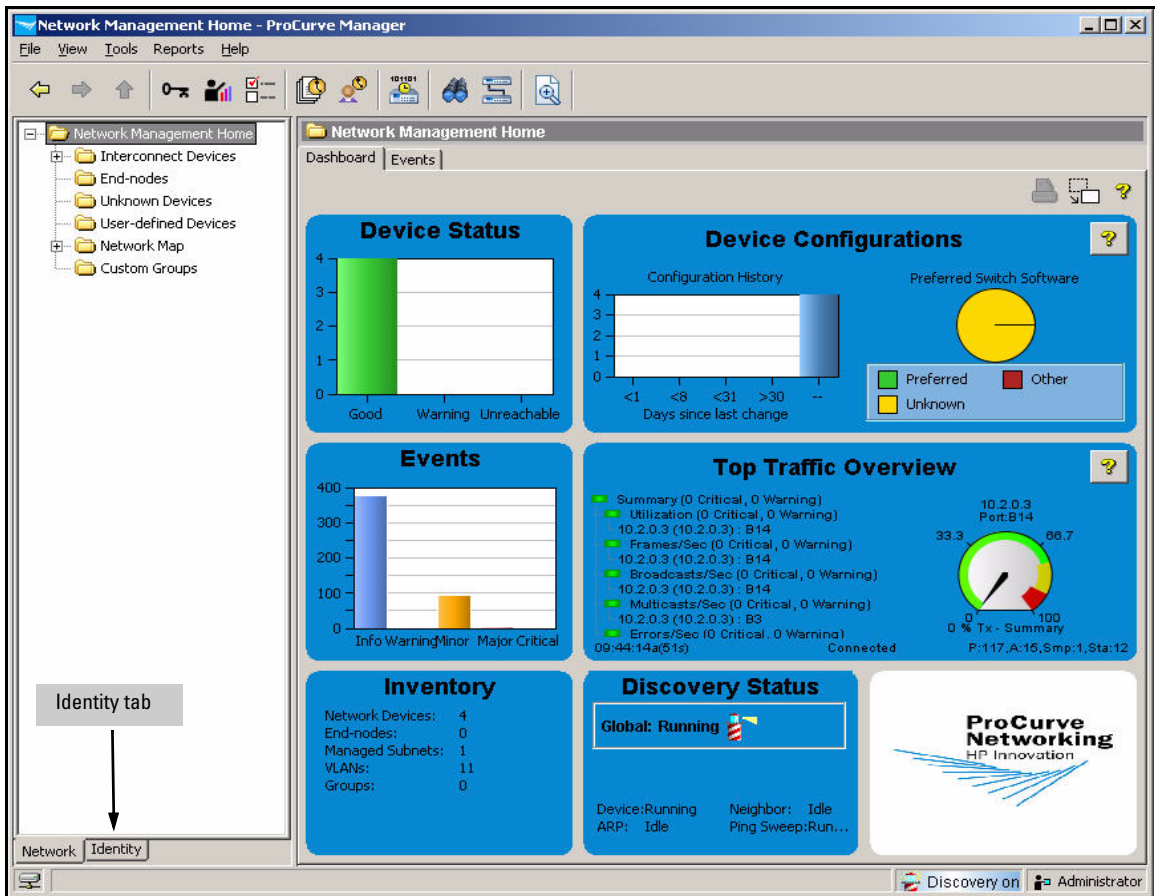 Network Management Home - ProCurve Manager
File View Tools Reports Help
Network Management Home
Interconnect Devices
End-nodes
Unknown Devices
User-defined Devices
Network Map
Custom Groups
Identity tab
Network Identity
Network Management Home
Dashboard Events
Device Status
4
3
2
1
0
Good Warning Unreachable
Device Configurations
Configuration History
4
3
2
1
0
<1 <8 <31 >30 --
Days since last change
Preferred Switch Software
Preferred Other
Unknown
Events
400
300
200
100
0
Info Warning Minor Major Critical
Top Traffic Overview
Summary (0 Critical, 0 Warning)
Utilization (0 Critical, 0 Warning)
10.2.0.3 (10.2.0.3) : B14
Frames/Sec (0 Critical, 0 Warning)
10.2.0.3 (10.2.0.3) : B14
Broadcasts/Sec (0 Critical, 0 Warning)
10.2.0.3 (10.2.0.3) : B14
Multicasts/Sec (0 Critical, 0 Warning)
10.2.0.3 (10.2.0.3) : B3
Errors/Sec (0 Critical, 0 Warning)
10.2.0.3
Port:B14
33.3 66.7
0 100
0 % Tx - Summary
09:44:14a(51s) Connected P:117,A:15,Smp:1,Sta:12
Inventory
Network Devices: 4
End-nodes: 0
Managed Subnets: 1
VLANs: 11
Groups: 0
Discovery Status
Global: Running
Device:Running Neighbor: Idle
ARP: Idle Ping Sweep:Run...
ProCurve
Networking
HP Innovation
Discovery on Administrator